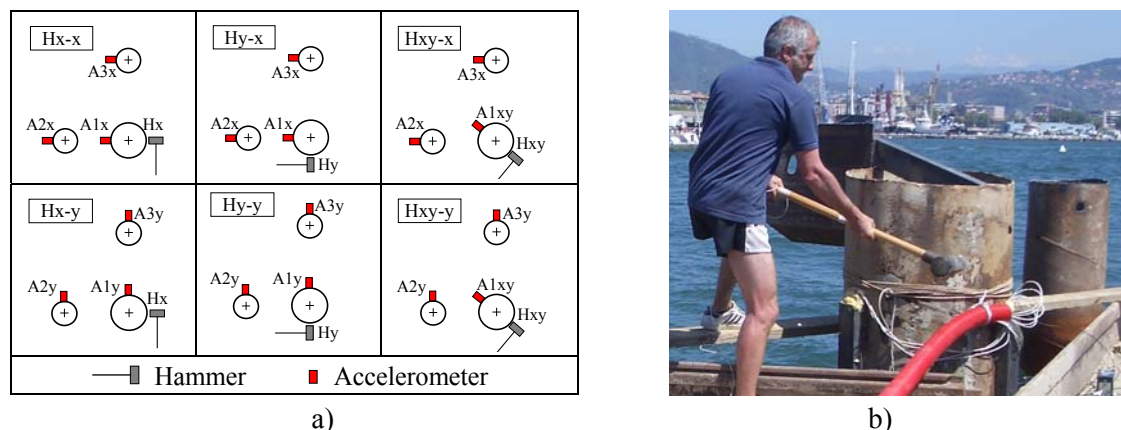 Hx-x
A3x
A2x
A1x
Hx
Hy-x
A3x
A2x
A1x
Hy
Hxy-x
A3x
A2x
A1xy
Hxy
Hx-y
A3y
A2y
A1y
Hx
Hy-y
A3y
A2y
A1y
Hy
Hxy-y
A3y
A2y
A1xy
Hxy
Hammer
Accelerometer
a)
b)